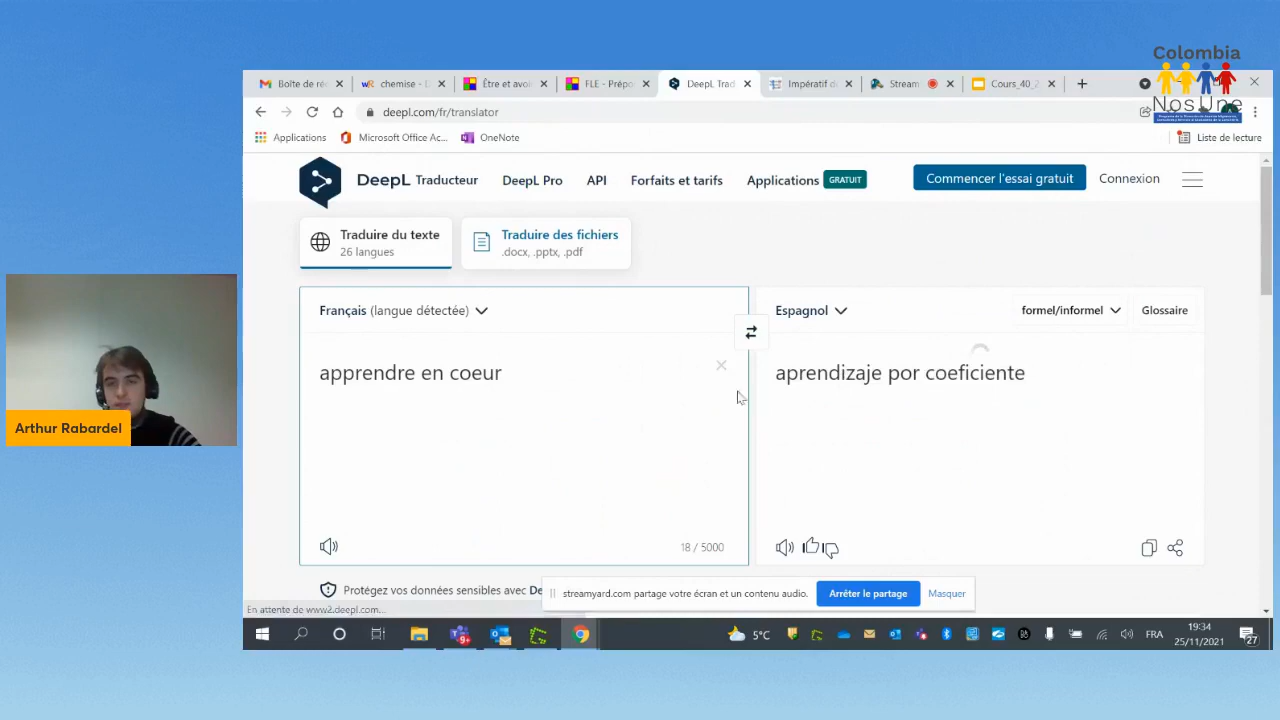 Colombia
NosUne
Boîte de ré
chemise - D
Être et avoi
FLE - Prépo
DeepL Trad
Impératif du
Stream
Cours_40_2
deepl.com/fr/translator
Applications
Microsoft Office Ac...
OneNote
Liste de lecture
DeepL Traducteur
DeepL Pro
API
Forfaits et tarifs
Applications
GRATUIT
Commencer l'essai gratuit
Connexion
Traduire du texte
26 langues
Traduire des fichiers
.docx, .pptx, .pdf
Français (langue détectée)
Espagnol
formel/informel
Glossaire
apprendre en coeur
aprendizaje por coeficiente
Arthur Rabardel
18 / 5000
Protégez vos données sensibles avec De
streamyard.com partage votre écran et un contenu audio.
Arrêter le partage
Masquer
En attente de www2.deepl.com...
5°C
FRA
19:34
25/11/2021
27